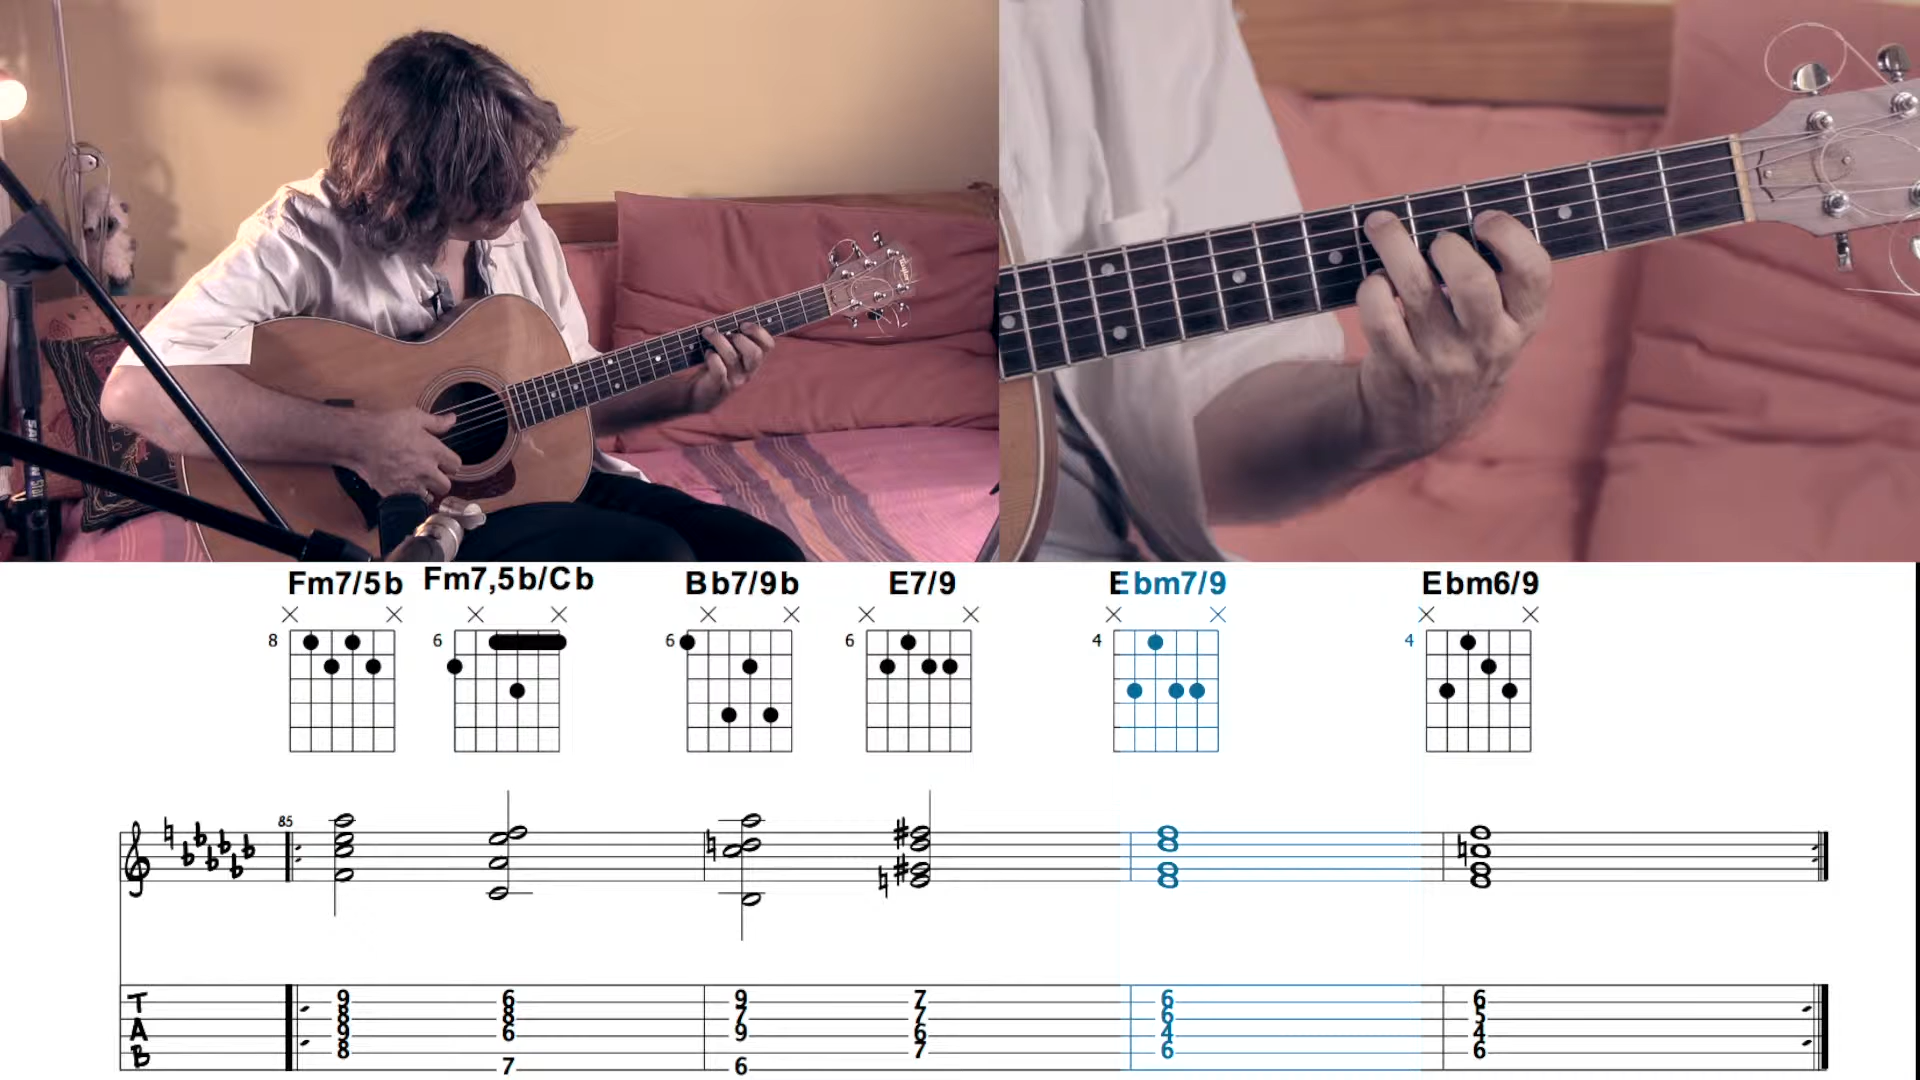 Fm7/5b Fm7,5b/Cb Bb7/9b E7/9 Ebm7/9 Ebm6/9
8 6 6 6 4 4
85
T 9 6 9 7 6 6
8 8 7 7 6 5
A 9 6 9 6 4 4
B 8 7 6 6
7 6